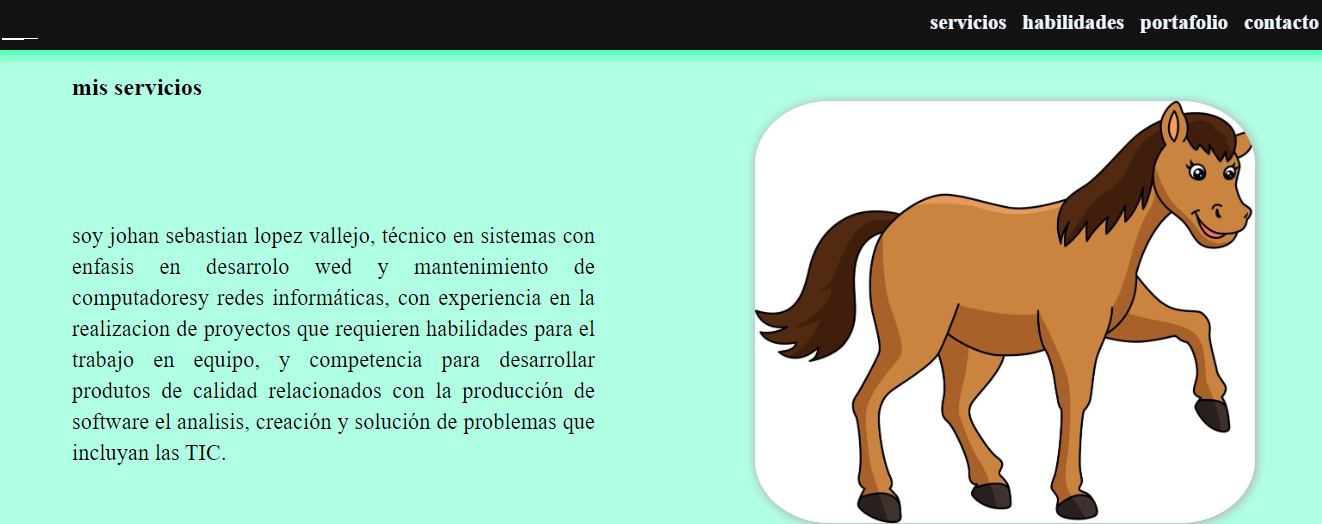 servicios habilidades portafolio contacto
mis servicios
soy johan sebastian lopez vallejo, técnico en sistemas con
enfasis en desarrolo wed y mantenimiento de
computadoresy redes informáticas, con experiencia en la
realizacion de proyectos que requieren habilidades para el
trabajo en equipo, y competencia para desarrollar
produtos de calidad relacionados con la producción de
software el analisis, creación y solución de problemas que
incluyan las TIC.